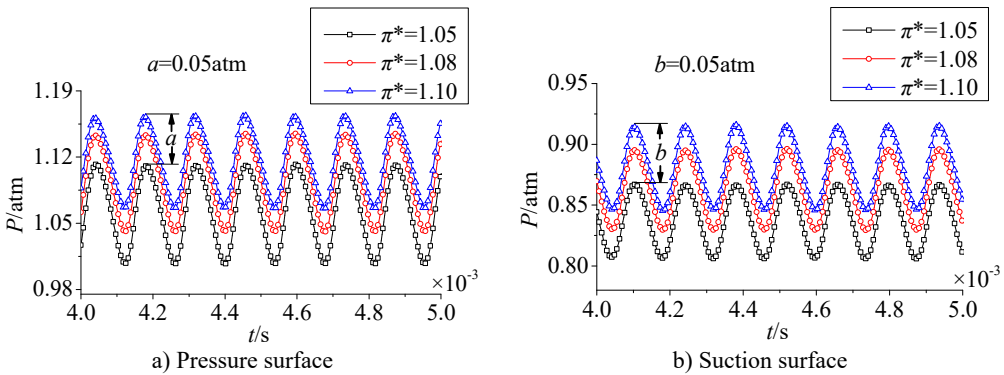 π*=1.05
π*=1.08
π*=1.10
a=0.05atm
1.19
1.12
1.05
0.98
P/atm
a
×10⁻³
4.0 4.2 4.4 4.6 4.8 5.0
t/s
a) Pressure surface
π*=1.05
π*=1.08
π*=1.10
b=0.05atm
0.95
0.90
0.85
0.80
P/atm
b
×10⁻³
4.0 4.2 4.4 4.6 4.8 5.0
t/s
b) Suction surface